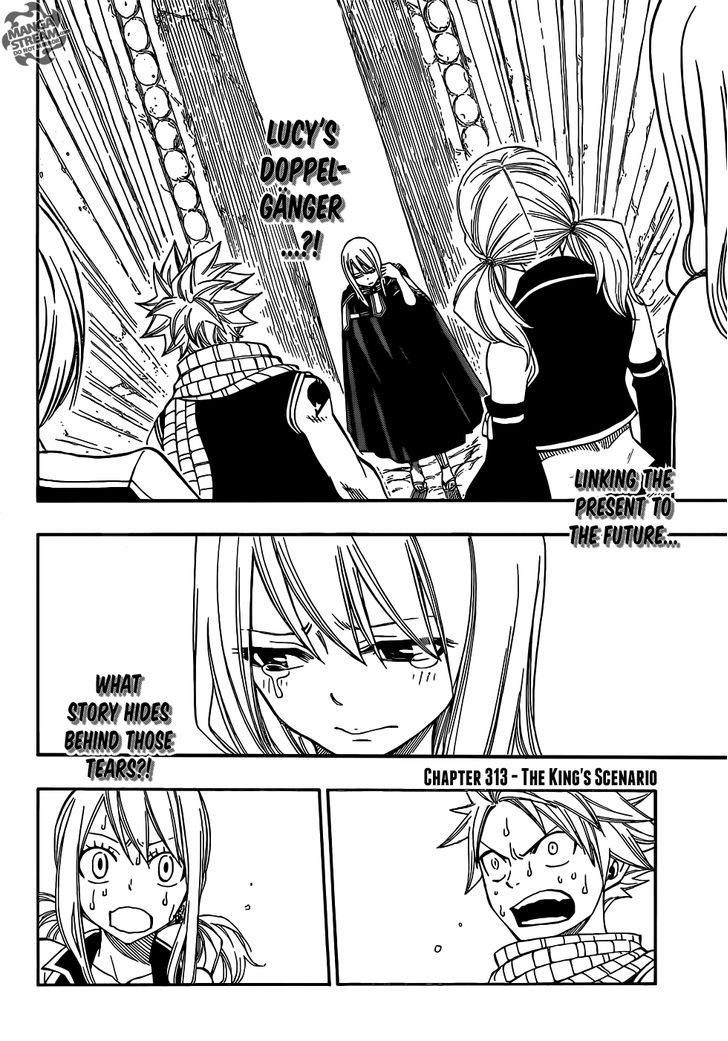 MANGA
STREAM
LUCY'S
DOPPEL-
GÄNGER
....?!
LINKING THE
PRESENT TO
THE FUTURE...
WHAT
STORY HIDES
BEHIND THOSE
TEARS?!
CHAPTER 313 - THE KING'S SCENARIO